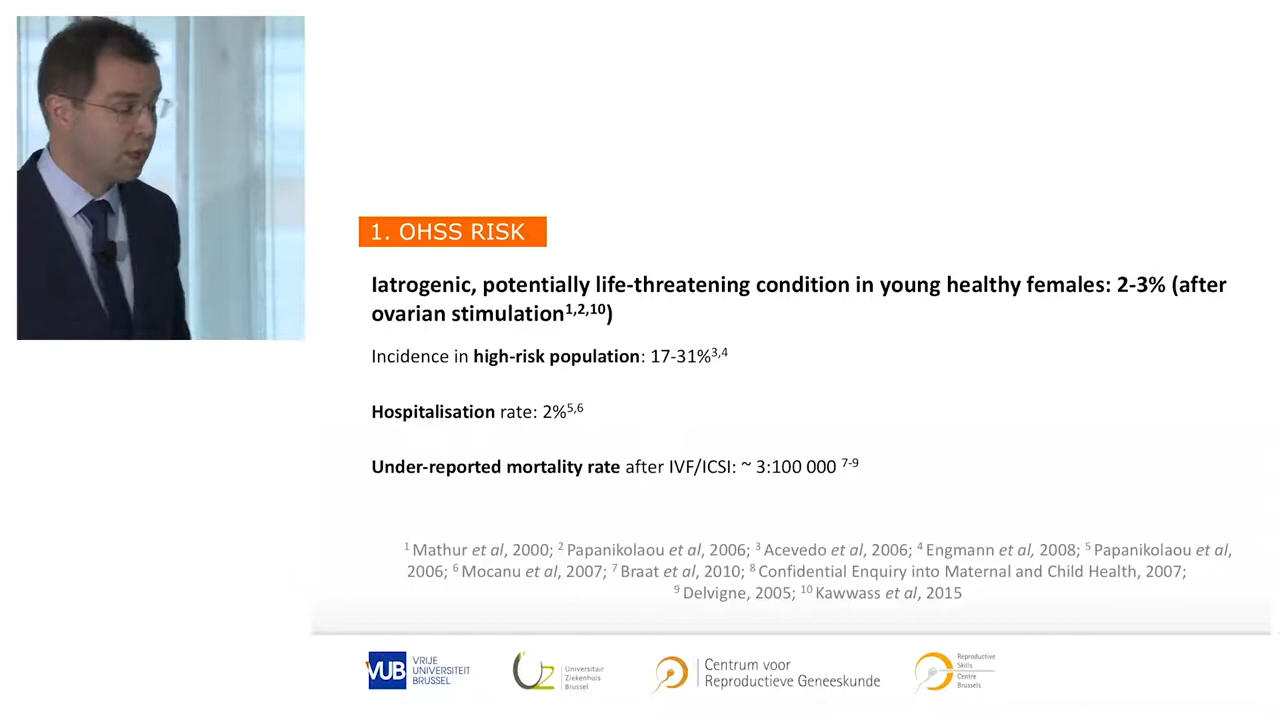 1. OHSS RISK
Iatrogenic, potentially life-threatening condition in young healthy females: 2-3% (after
ovarian stimulation1,2,10)
Incidence in high-risk population: 17-31%3,4
Hospitalisation rate: 2%5,6
Under-reported mortality rate after IVF/ICSI: ~ 3:100 000 7-9
1 Mathur et al, 2000; 2 Papanikolaou et al, 2006; 3 Acevedo et al, 2006; 4 Engmann et al, 2008; 5 Papanikolaou et al,
2006; 6 Mocanu et al, 2007; 7 Braat et al, 2010; 8 Confidential Enquiry into Maternal and Child Health, 2007;
9 Delvigne, 2005; 10 Kawwass et al, 2015
VUB
VRIJE
UNIVERSITEIT
BRUSSEL
UZ
Universitair
Ziekenhuis
Brussel
Centrum voor
Reproductieve Geneeskunde
Reproductive
Skills
Centre
Brussels